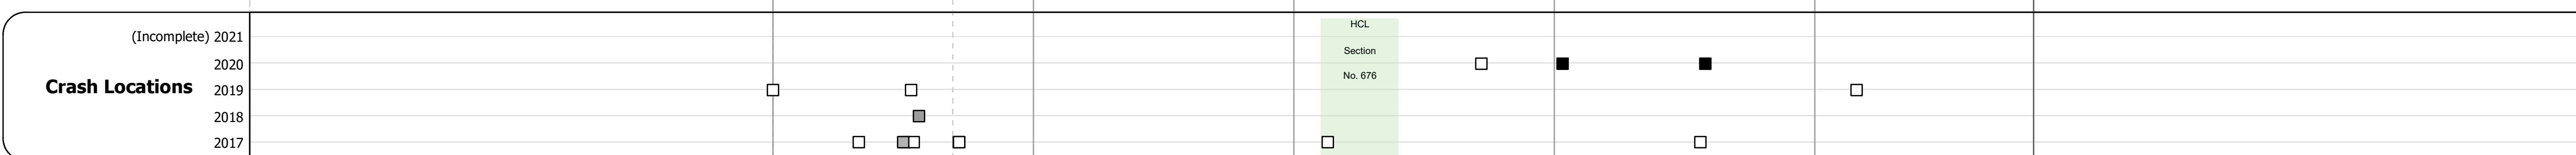 HCL
(Incomplete) 2021
Section
2020
No. 676
Crash Locations
2019
2018
2017